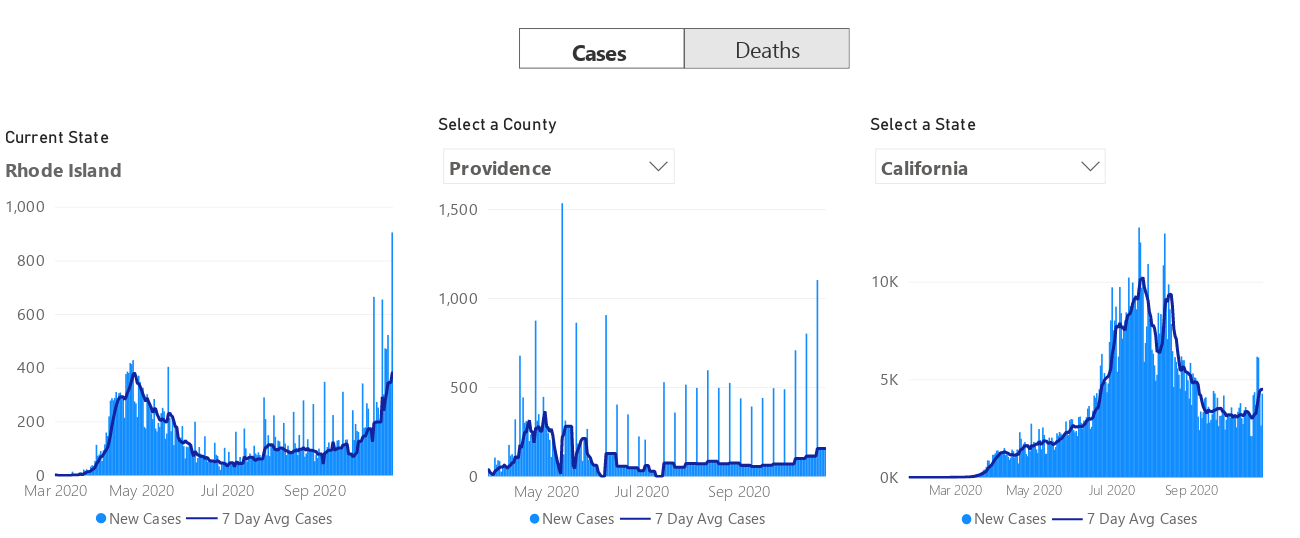 Cases Deaths
Current State
Rhode Island
1,000
800
600
400
200
0
Mar 2020 May 2020 Jul 2020 Sep 2020
New Cases 7 Day Avg Cases
Select a County
Providence
1,500
1,000
500
0
May 2020 Jul 2020 Sep 2020
New Cases 7 Day Avg Cases
Select a State
California
10K
5K
0K
Mar 2020 May 2020 Jul 2020 Sep 2020
New Cases 7 Day Avg Cases